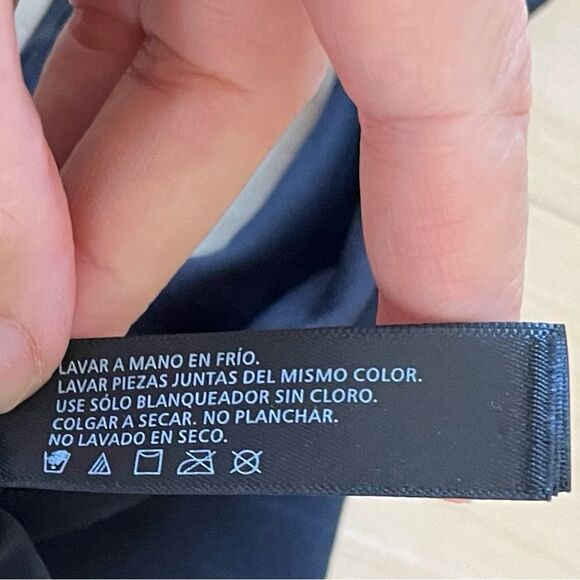 LAVAR A MANO EN FRÍO.
LAVAR PIEZAS JUNTAS DEL MISMO COLOR.
USE SÓLO BLANQUEADOR SIN CLORO.
COLGAR A SECAR. NO PLANCHAR.
NO LAVADO EN SECO.